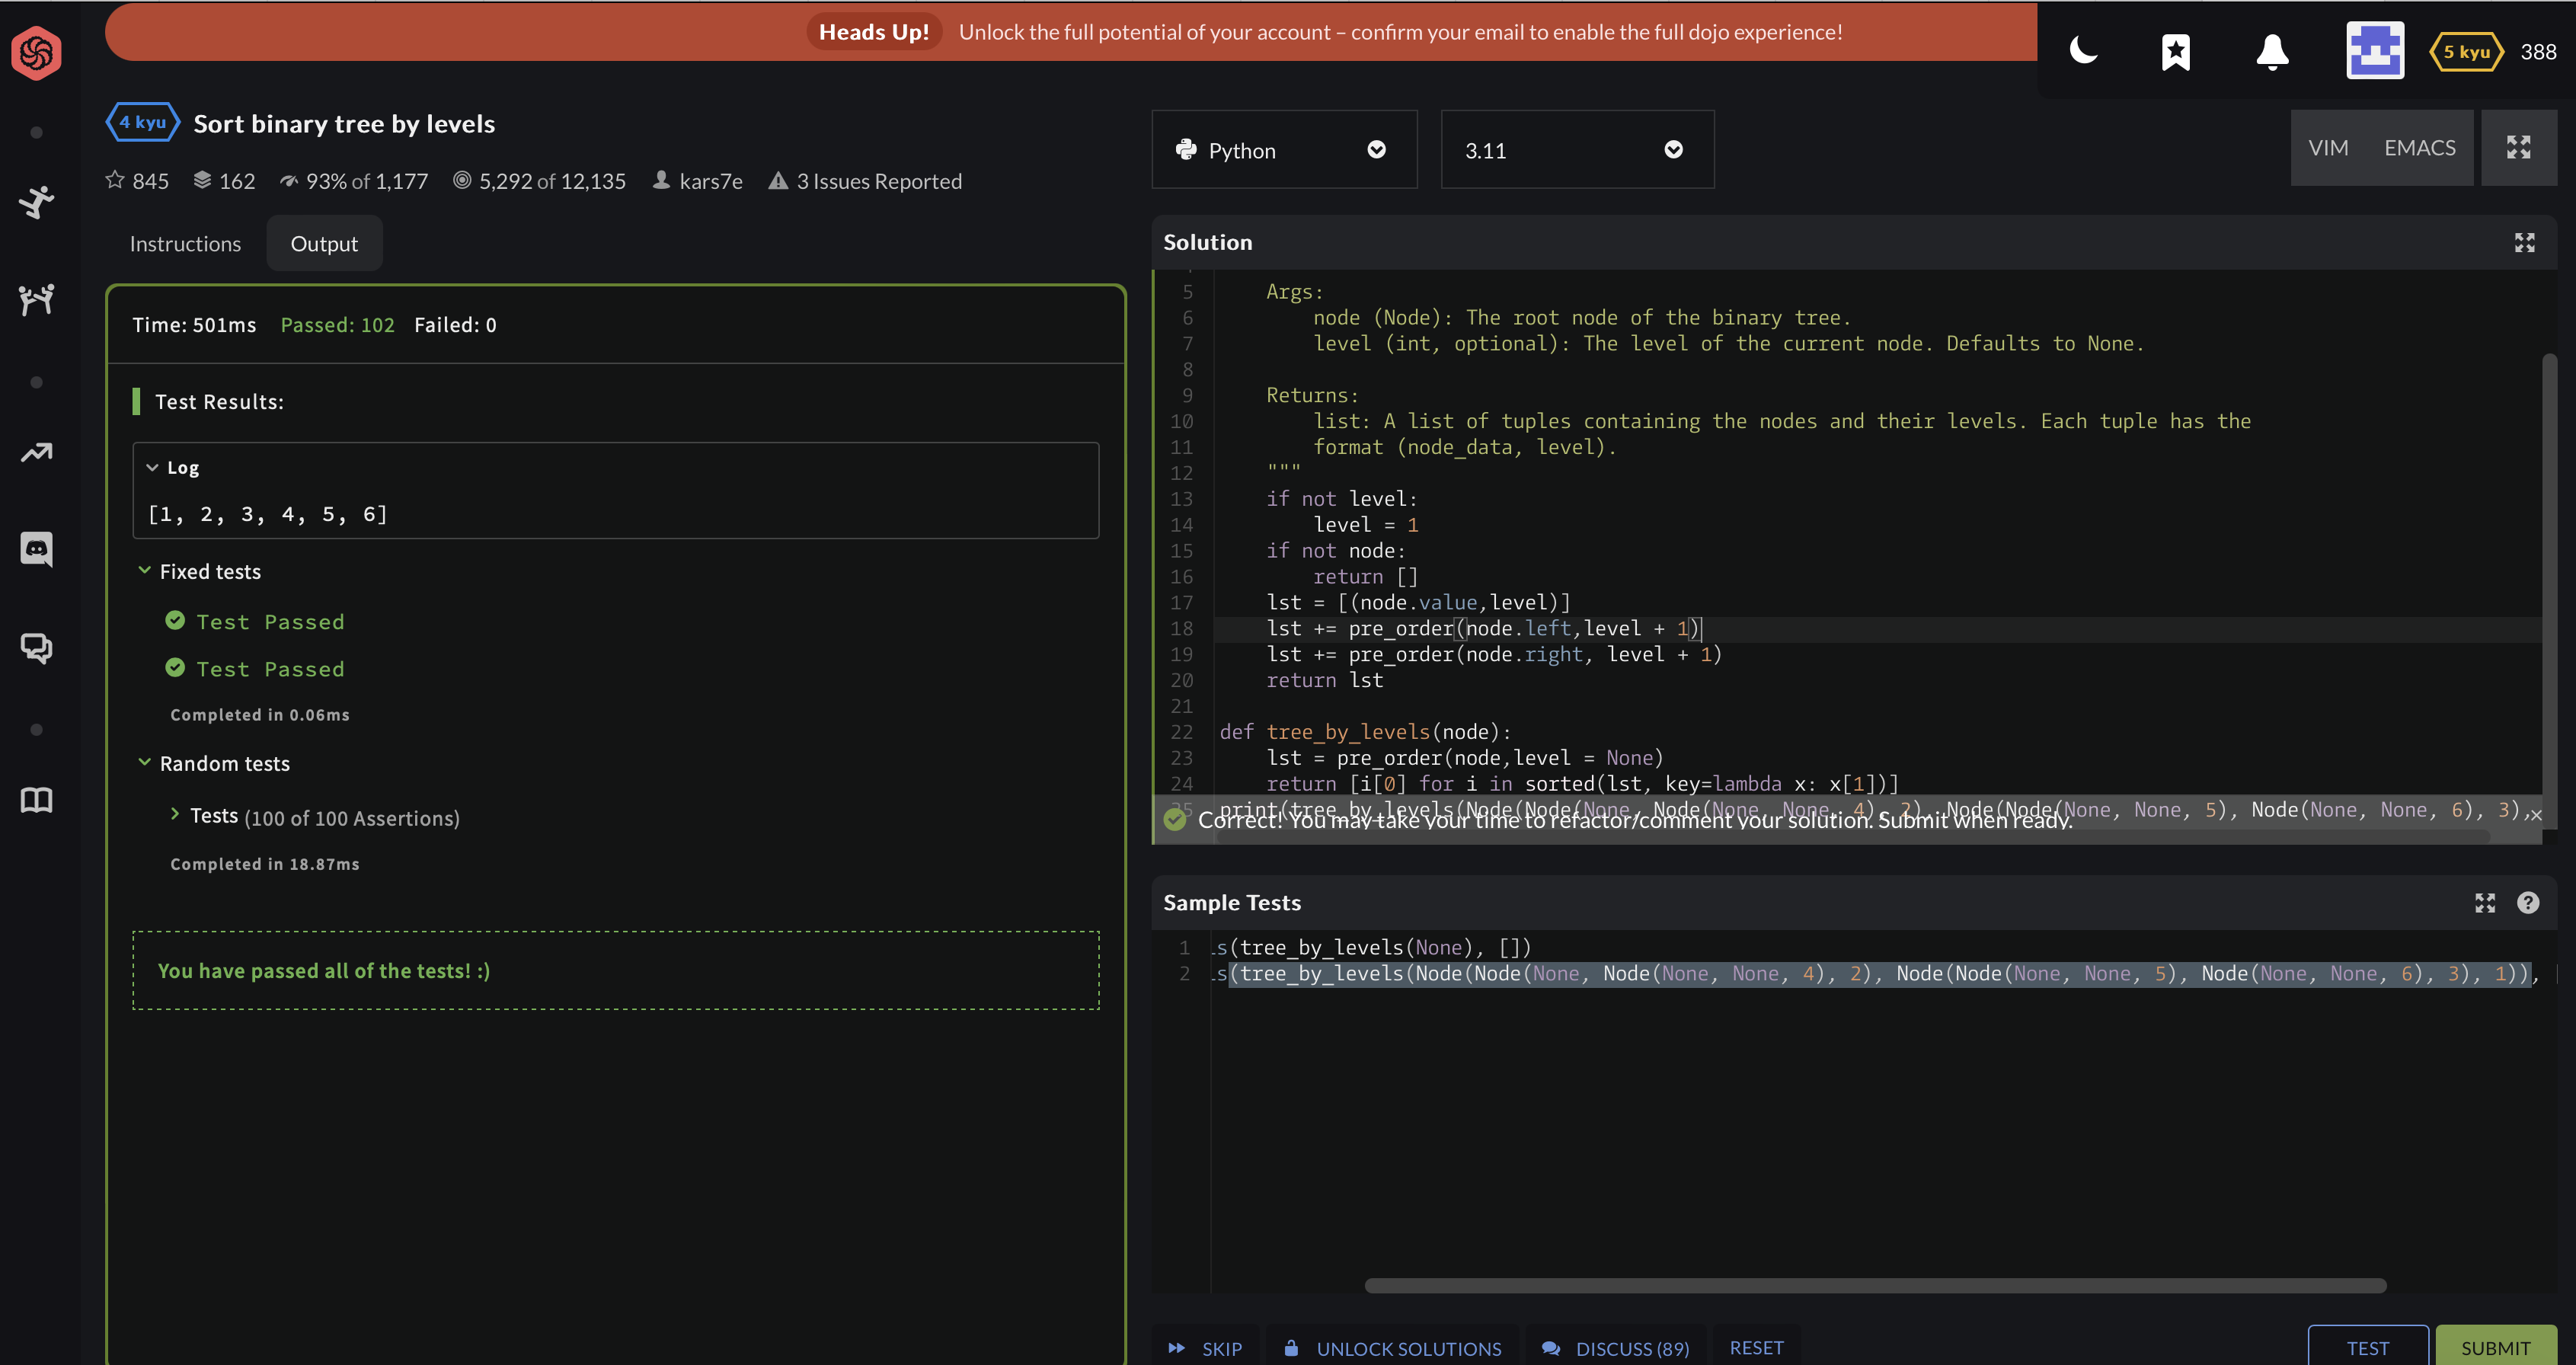 Heads Up! Unlock the full potential of your account – confirm your email to enable the full dojo experience!
5 kyu 388
4 kyu Sort binary tree by levels
845 162 93% of 1,177 5,292 of 12,135 kars7e 3 Issues Reported
Instructions Output
Time: 501ms Passed: 102 Failed: 0
Test Results:
Log
[1, 2, 3, 4, 5, 6]
Fixed tests
Test Passed
Test Passed
Completed in 0.06ms
Random tests
Tests (100 of 100 Assertions)
Completed in 18.87ms
You have passed all of the tests! :)
Python 3.11 VIM EMACS
Solution
5 Args:
6 node (Node): The root node of the binary tree.
7 level (int, optional): The level of the current node. Defaults to None.
8
9 Returns:
10 list: A list of tuples containing the nodes and their levels. Each tuple has the
11 format (node_data, level).
12 """
13 if not level:
14 level = 1
15 if not node:
16 return []
17 lst = [(node.value,level)]
18 lst += pre_order(node.left,level + 1)
19 lst += pre_order(node.right, level + 1)
20 return lst
21
22 def tree_by_levels(node):
23 lst = pre_order(node,level = None)
24 return [i[0] for i in sorted(lst, key=lambda x: x[1])]
25 print(tree_by_levels(Node(Node(None, Node(None, None, 4), 2), Node(Node(None, None, 5), Node(None, None, 6), 3),
Correct! You may take your time to refactor/comment your solution. Submit when ready.
Sample Tests
1 ls(tree_by_levels(None), [])
2 ls(tree_by_levels(Node(Node(None, Node(None, None, 4), 2), Node(Node(None, None, 5), Node(None, None, 6), 3), 1)),
SKIP UNLOCK SOLUTIONS DISCUSS (89) RESET TEST SUBMIT